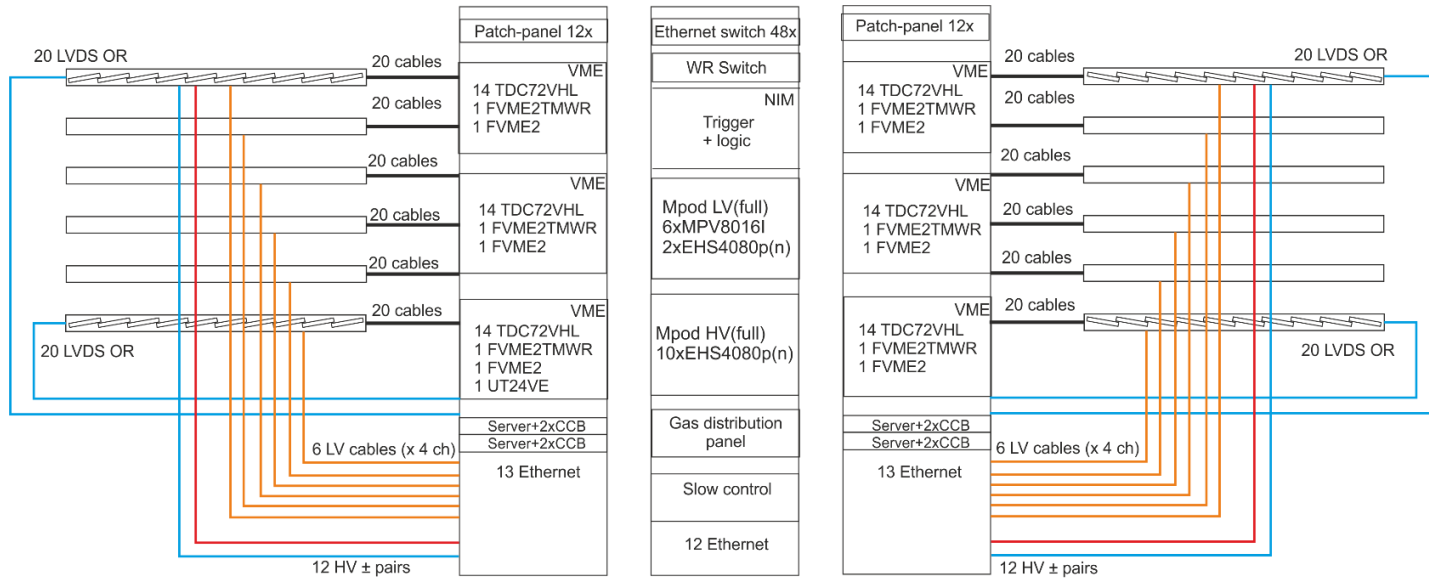 Patch-panel 12x
20 LVDS OR
20 cables
VME
14 TDC72VHL
1 FVME2TMWR
1 FVME2
20 cables
20 cables
VME
14 TDC72VHL
1 FVME2TMWR
1 FVME2
20 cables
20 cables
VME
14 TDC72VHL
1 FVME2TMWR
1 FVME2
1 UT24VE
20 cables
20 LVDS OR
Server+2xCCB
Server+2xCCB
6 LV cables (x 4 ch)
13 Ethernet
12 HV ± pairs
Ethernet switch 48x
WR Switch
NIM
Trigger
+ logic
Mpod LV(full)
6xMPV8016I
2xEHS4080p(n)
Mpod HV(full)
10xEHS4080p(n)
Gas distribution
panel
Slow control
12 Ethernet
Patch-panel 12x
20 cables
20 LVDS OR
VME
14 TDC72VHL
1 FVME2TMWR
1 FVME2
20 cables
20 cables
VME
14 TDC72VHL
1 FVME2TMWR
1 FVME2
20 cables
20 cables
VME
14 TDC72VHL
1 FVME2TMWR
1 FVME2
20 cables
20 LVDS OR
Server+2xCCB
Server+2xCCB
6 LV cables (x 4 ch)
13 Ethernet
12 HV ± pairs